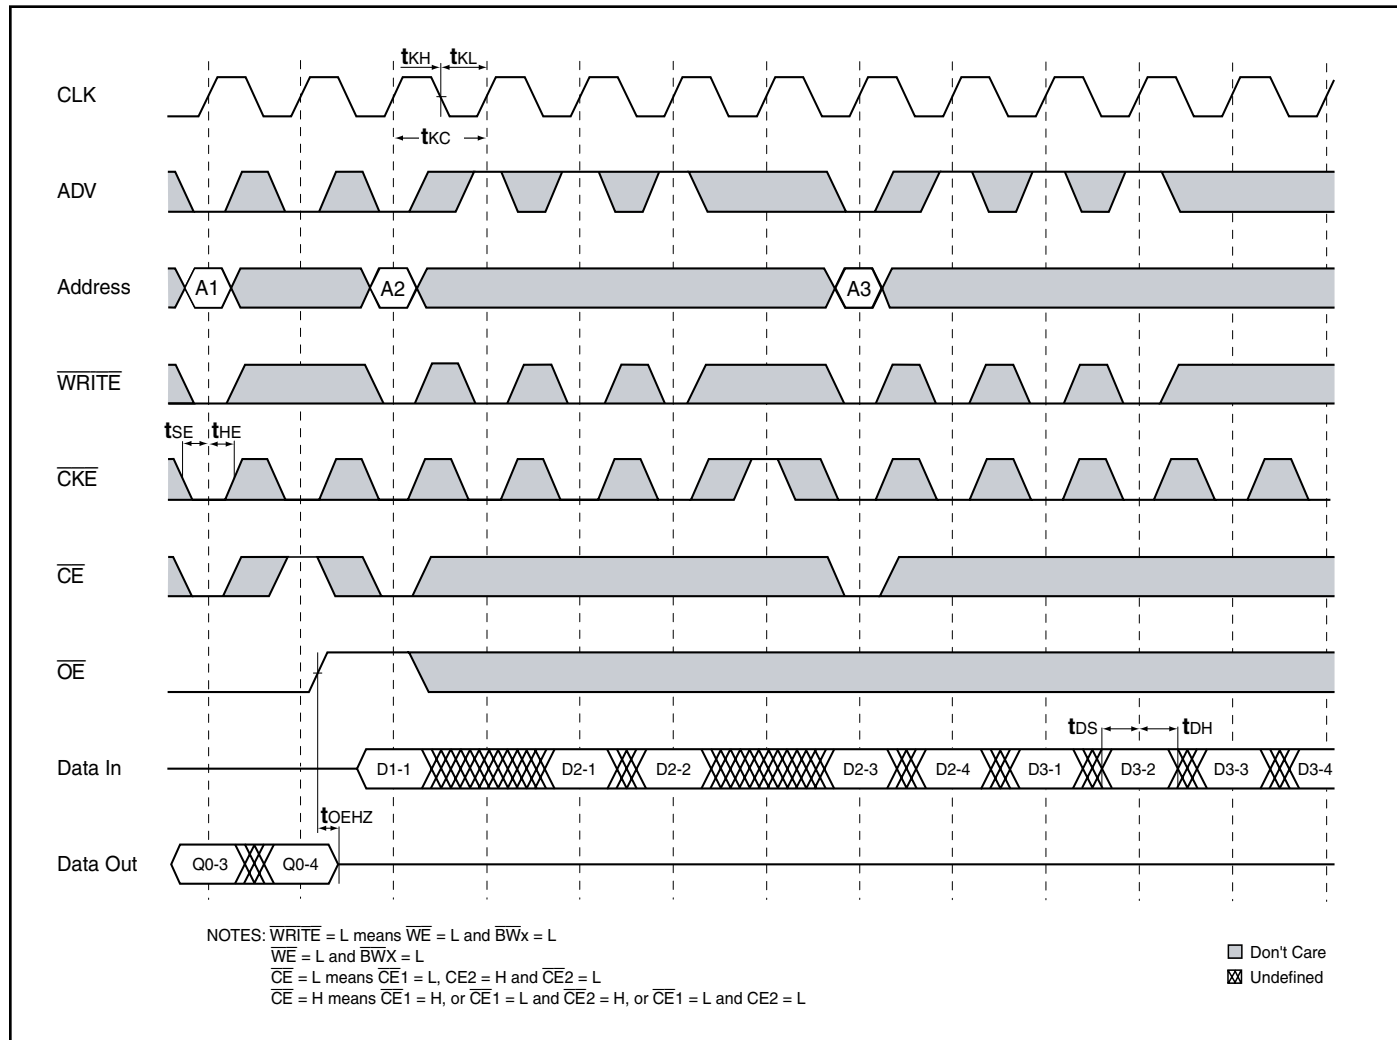 tKH tKL
CLK
tKC
ADV
Address A1 A2 A3
WRITE
tSE tHE
CKE
CE
OE
tDS tDH
Data In D1-1 D2-1 D2-2 D2-3 D2-4 D3-1 D3-2 D3-3 D3-4
tOEHZ
Data Out Q0-3 Q0-4
NOTES: WRITE = L means WE = L and BWx = L
WE = L and BWX = L
CE = L means CE1 = L, CE2 = H and CE2 = L
CE = H means CE1 = H, or CE1 = L and CE2 = H, or CE1 = L and CE2 = L
Don't Care
Undefined